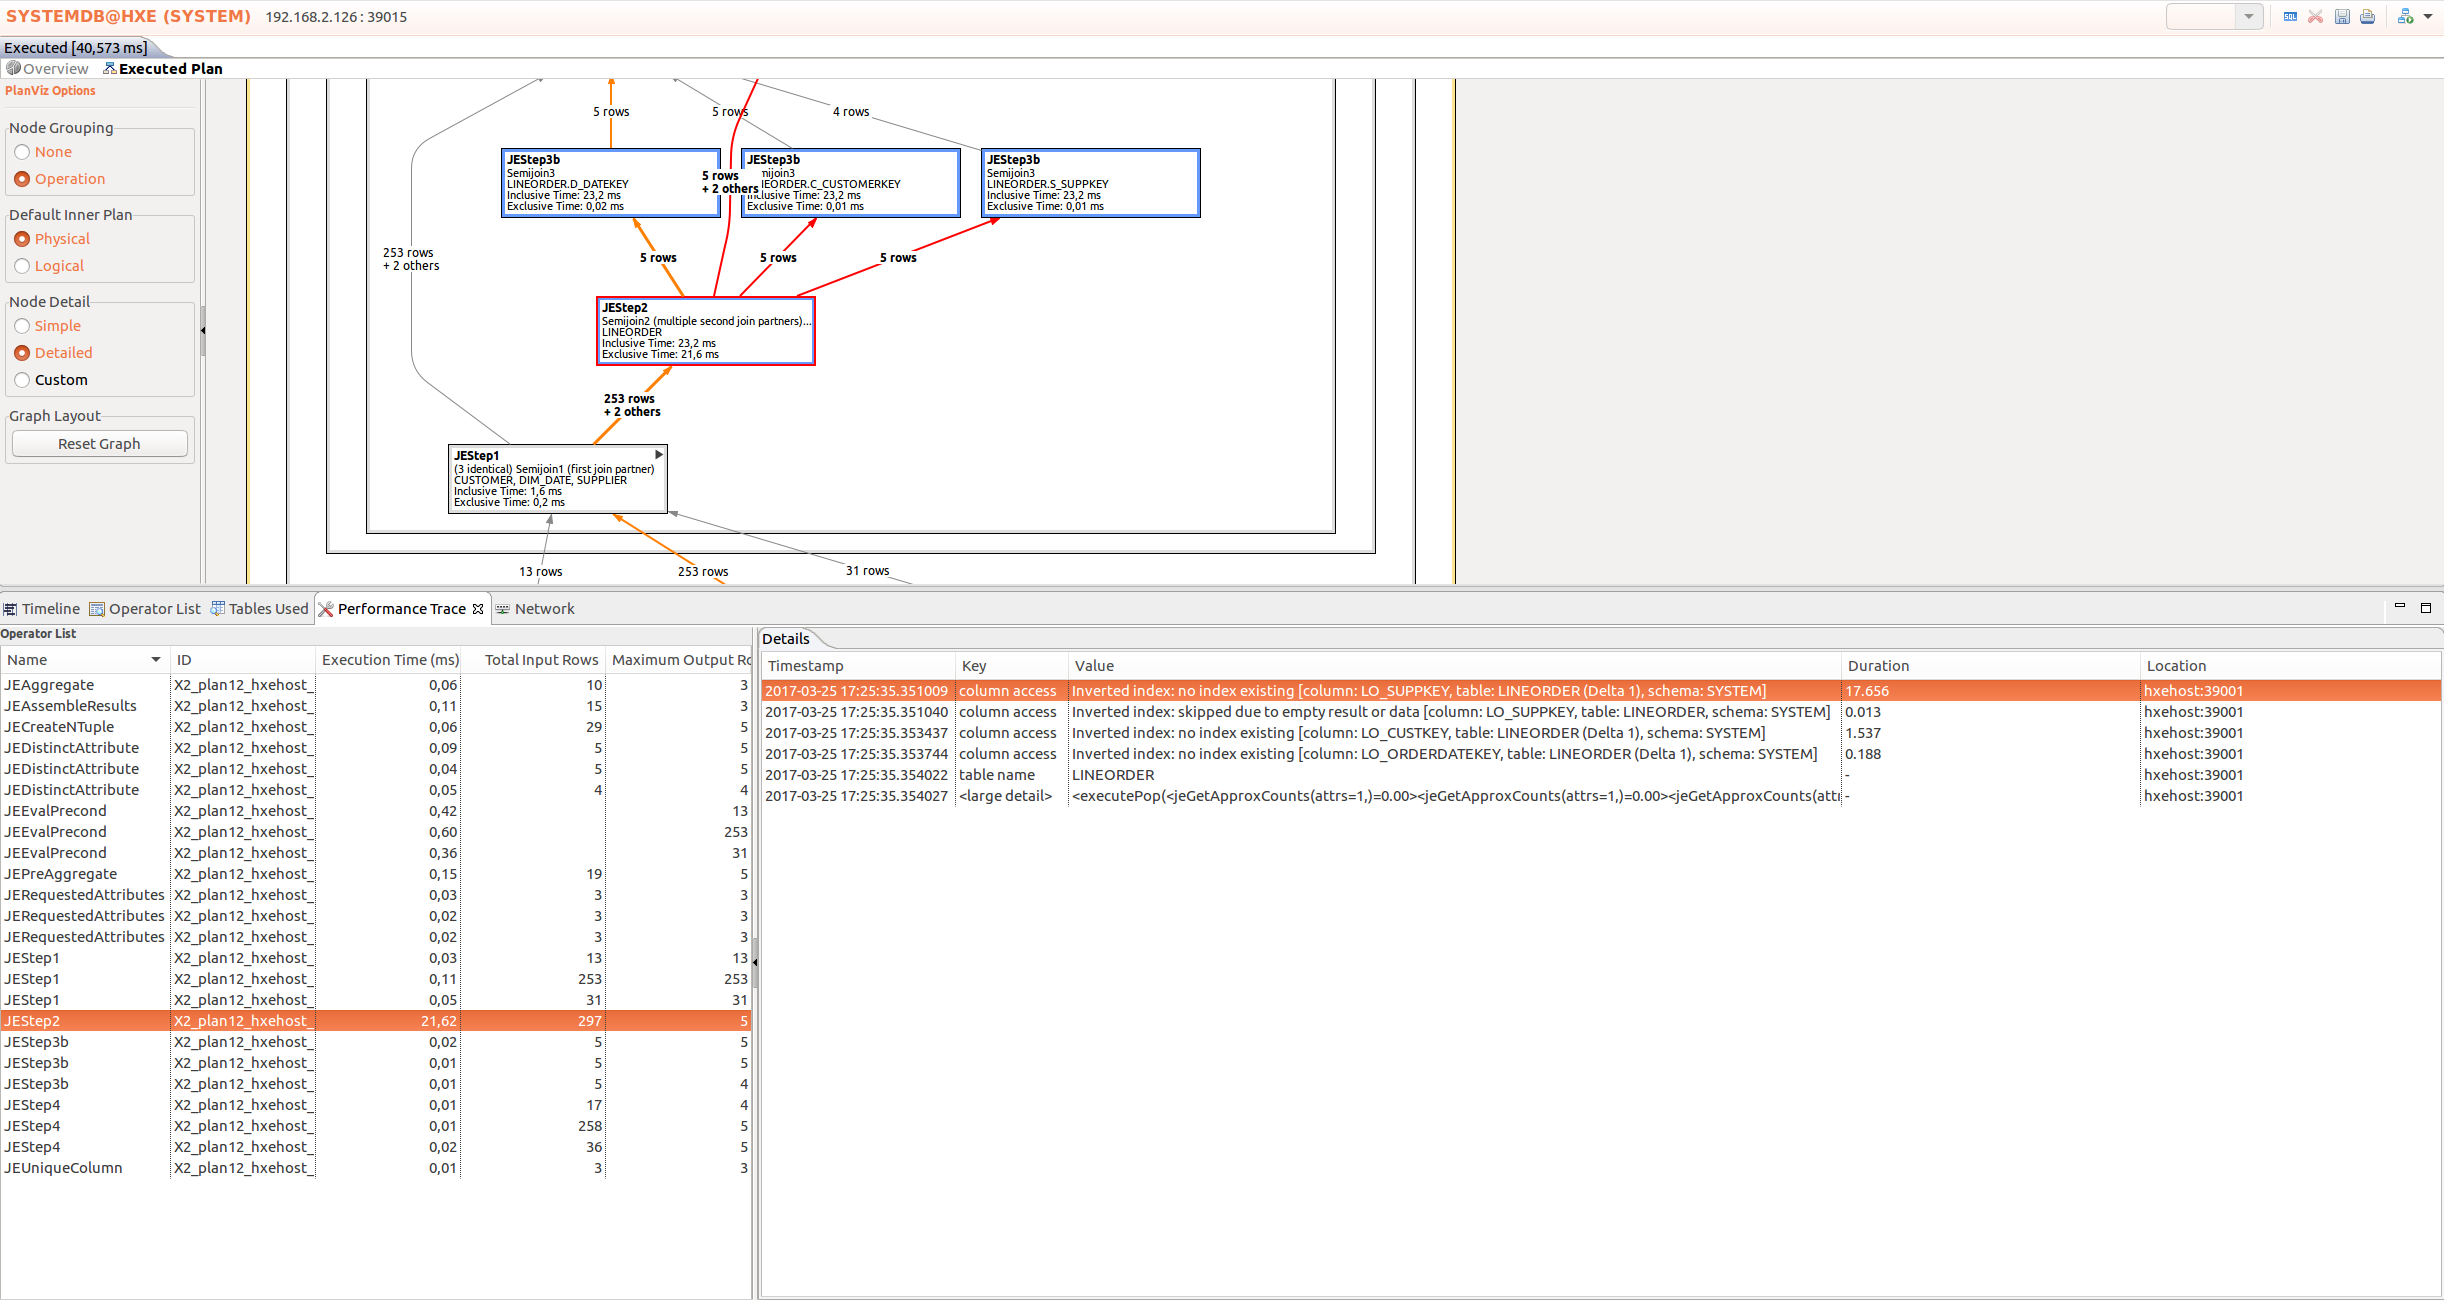 SYSTEMDB@HXE (SYSTEM) 192.168.2.126 : 39015
Executed [40,573 ms]
Overview Executed Plan
PlanViz Options
Node Grouping
None
Operation
Default Inner Plan
Physical
Logical
Node Detail
Simple
Detailed
Custom
Graph Layout
Reset Graph
5 rows
5 rows
4 rows
JEStep3b
Semijoin3
LINEORDER.D_DATEKEY
Inclusive Time: 23,2 ms
Exclusive Time: 0,02 ms
5 rows
+ 2 others
JEStep3b
mijoin3
EORDER.C_CUSTOMERKEY
Inclusive Time: 23,2 ms
Exclusive Time: 0,01 ms
JEStep3b
Semijoin3
LINEORDER.S_SUPPKEY
Inclusive Time: 23,2 ms
Exclusive Time: 0,01 ms
253 rows
+ 2 others
5 rows
5 rows
5 rows
JEStep2
Semijoin2 (multiple second join partners)...
LINEORDER
Inclusive Time: 23,2 ms
Exclusive Time: 21,6 ms
253 rows
+ 2 others
JEStep1
(3 identical) Semijoin1 (first join partner)
CUSTOMER, DIM_DATE, SUPPLIER
Inclusive Time: 1,6 ms
Exclusive Time: 0,2 ms
13 rows
253 rows
31 rows
Timeline Operator List Tables Used Performance Trace Network
Operator List
Name ID Execution Time (ms) Total Input Rows Maximum Output Ro
JEAggregate X2_plan12_hxehost_ 0,06 10 3
JEAssembleResults X2_plan12_hxehost_ 0,11 15 3
JECreateNTuple X2_plan12_hxehost_ 0,06 29 5
JEDistinctAttribute X2_plan12_hxehost_ 0,09 5 5
JEDistinctAttribute X2_plan12_hxehost_ 0,04 5 5
JEDistinctAttribute X2_plan12_hxehost_ 0,05 4 4
JEEvalPrecond X2_plan12_hxehost_ 0,42 13
JEEvalPrecond X2_plan12_hxehost_ 0,60 253
JEEvalPrecond X2_plan12_hxehost_ 0,36 31
JEPreAggregate X2_plan12_hxehost_ 0,15 19 5
JERequestedAttributes X2_plan12_hxehost_ 0,03 3 3
JERequestedAttributes X2_plan12_hxehost_ 0,02 3 3
JERequestedAttributes X2_plan12_hxehost_ 0,02 3 3
JEStep1 X2_plan12_hxehost_ 0,03 13 13
JEStep1 X2_plan12_hxehost_ 0,11 253 253
JEStep1 X2_plan12_hxehost_ 0,05 31 31
JEStep2 X2_plan12_hxehost_ 21,62 297 5
JEStep3b X2_plan12_hxehost_ 0,02 5 5
JEStep3b X2_plan12_hxehost_ 0,01 5 5
JEStep3b X2_plan12_hxehost_ 0,01 5 4
JEStep4 X2_plan12_hxehost_ 0,01 17 4
JEStep4 X2_plan12_hxehost_ 0,01 258 5
JEStep4 X2_plan12_hxehost_ 0,02 36 5
JEUniqueColumn X2_plan12_hxehost_ 0,01 3 3
Details
Timestamp Key Value Duration Location
2017-03-25 17:25:35.351009 column access Inverted index: no index existing [column: LO_SUPPKEY, table: LINEORDER (Delta 1), schema: SYSTEM] 17.656 hxehost:39001
2017-03-25 17:25:35.351040 column access Inverted index: skipped due to empty result or data [column: LO_SUPPKEY, table: LINEORDER, schema: SYSTEM] 0.013 hxehost:39001
2017-03-25 17:25:35.353437 column access Inverted index: no index existing [column: LO_CUSTKEY, table: LINEORDER (Delta 1), schema: SYSTEM] 1.537 hxehost:39001
2017-03-25 17:25:35.353744 column access Inverted index: no index existing [column: LO_ORDERDATEKEY, table: LINEORDER (Delta 1), schema: SYSTEM] 0.188 hxehost:39001
2017-03-25 17:25:35.354022 table name LINEORDER - hxehost:39001
2017-03-25 17:25:35.354027 <large detail> <executePop(<jeGetApproxCounts(attrs=1,)=0.00><jeGetApproxCounts(attrs=1,)=0.00><jeGetApproxCounts(att - hxehost:39001